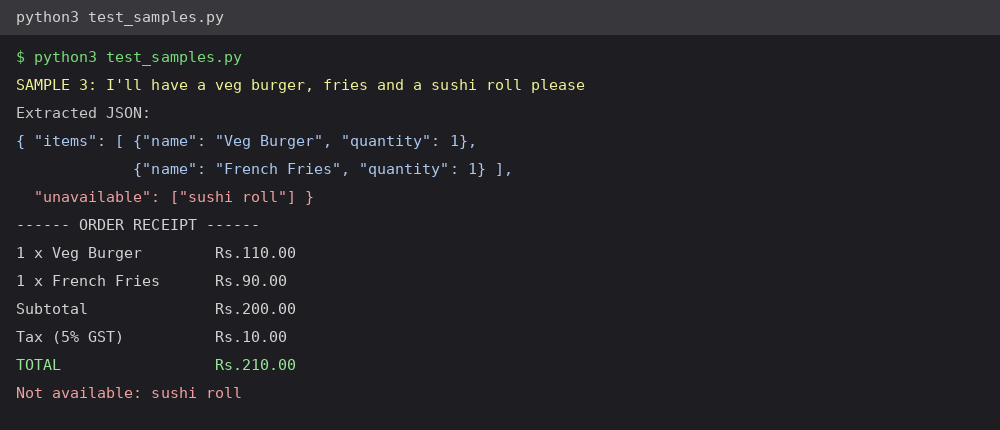 python3 test_samples.py
$ python3 test_samples.py
SAMPLE 3: I'll have a veg burger, fries and a sushi roll please
Extracted JSON:
{ "items": [ {"name": "Veg Burger", "quantity": 1},
             {"name": "French Fries", "quantity": 1} ],
  "unavailable": ["sushi roll"] }
------ ORDER RECEIPT ------
1 x Veg Burger        Rs.110.00
1 x French Fries      Rs.90.00
Subtotal              Rs.200.00
Tax (5% GST)          Rs.10.00
TOTAL                 Rs.210.00
Not available: sushi roll